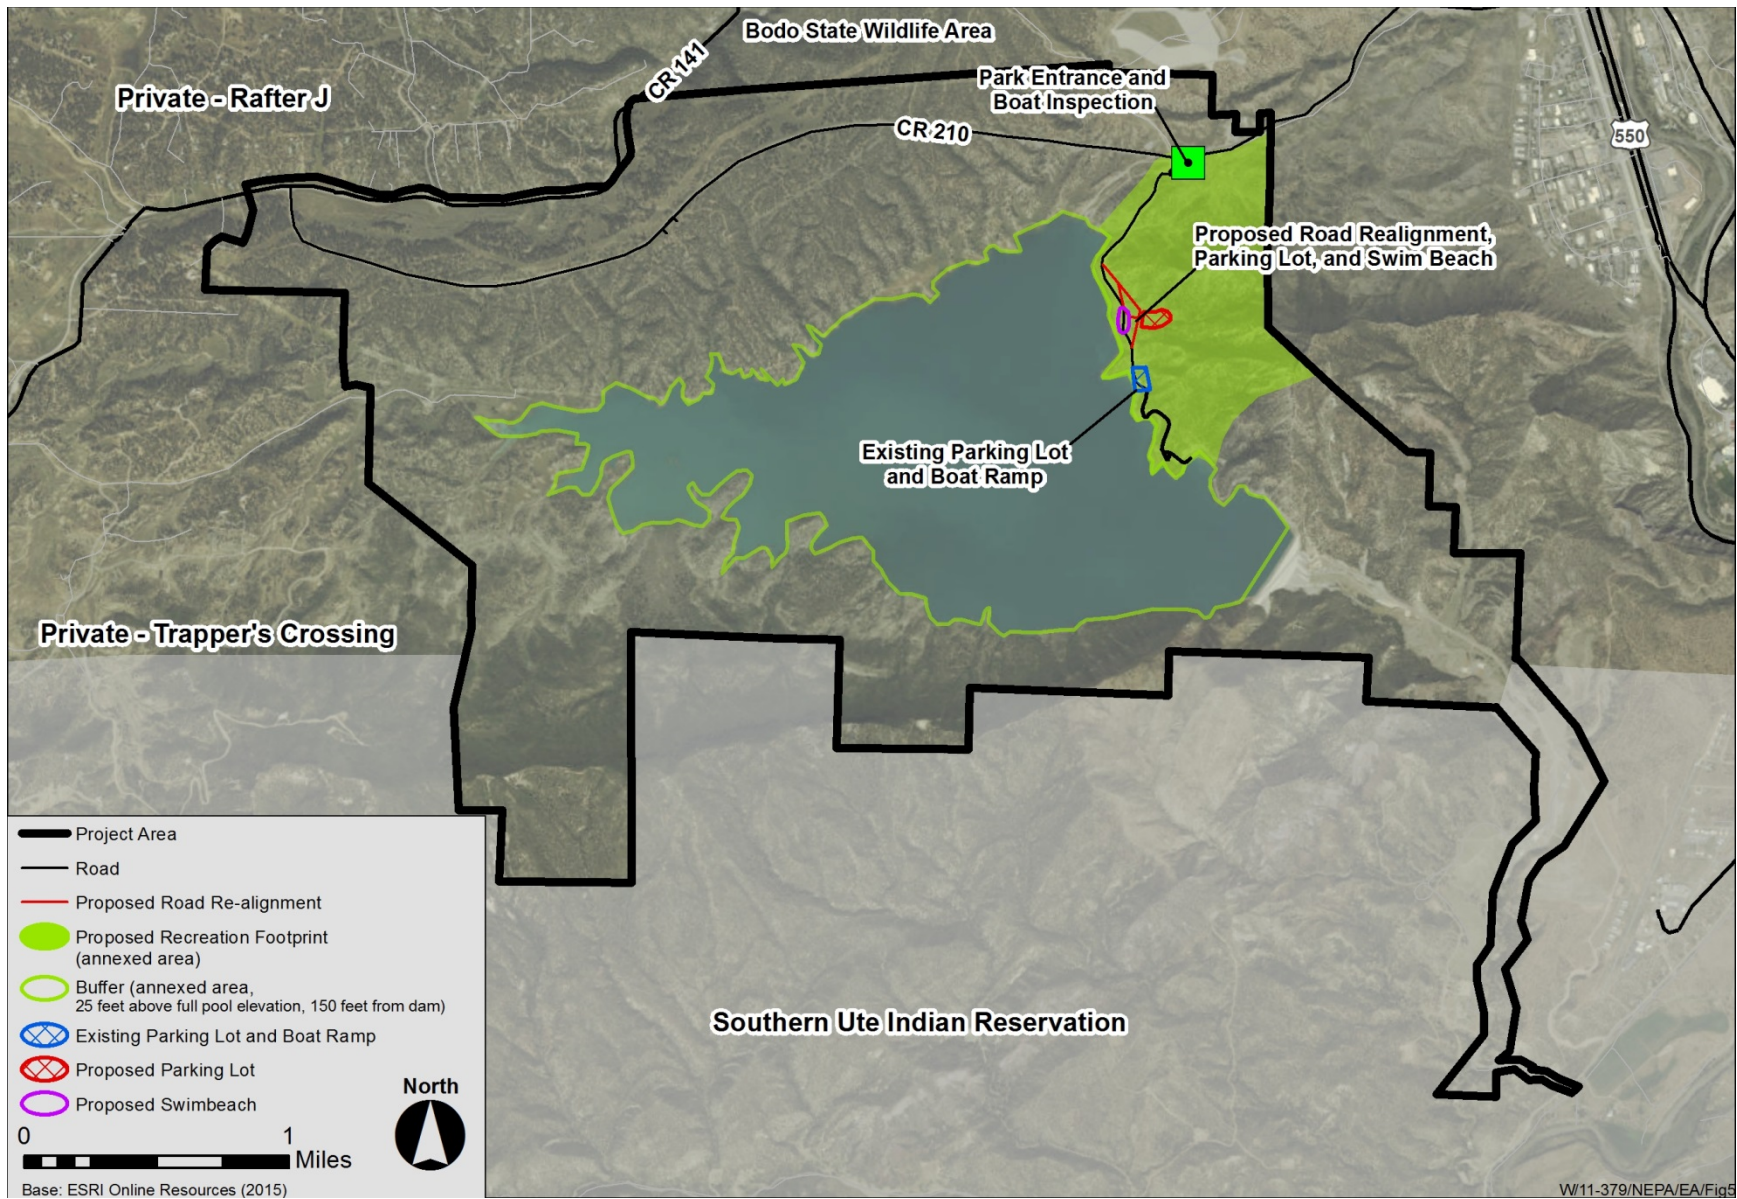 Bodo State Wildlife Area
CR 141
Private - Rafter J
Park Entrance and
Boat Inspection
CR 210
550
Proposed Road Realignment,
Parking Lot, and Swim Beach
Existing Parking Lot
and Boat Ramp
Private - Trapper's Crossing
Southern Ute Indian Reservation
Project Area
Road
Proposed Road Re-alignment
Proposed Recreation Footprint
(annexed area)
Buffer (annexed area,
25 feet above full pool elevation, 150 feet from dam)
Existing Parking Lot and Boat Ramp
Proposed Parking Lot
Proposed Swimbeach
North
0 1
Miles
Base: ESRI Online Resources (2015)
W/11-379/NEPA/EA/Fig5